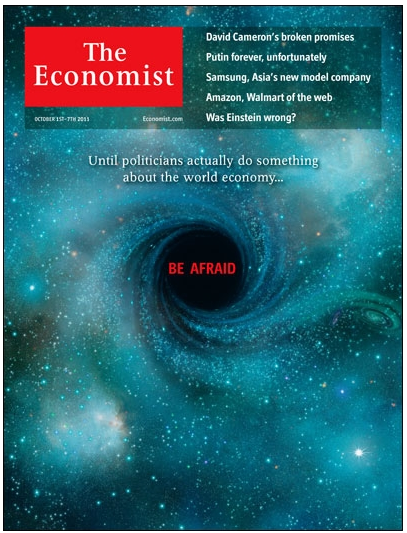 The
Economist
OCTOBER 1ST–7TH 2011
Economist.com
David Cameron's broken promises
Putin forever, unfortunately
Samsung, Asia's new model company
Amazon, Walmart of the web
Was Einstein wrong?
Until politicians actually do something
about the world economy...
BE AFRAID